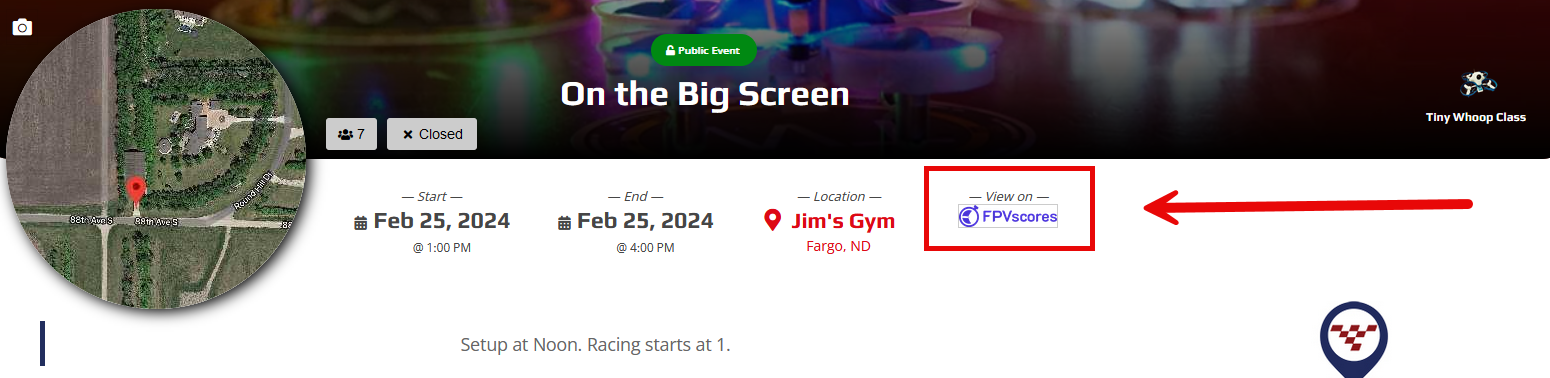 Public Event
On the Big Screen
7
Closed
Tiny Whoop Class
— Start —
Feb 25, 2024
@ 1:00 PM
— End —
Feb 25, 2024
@ 4:00 PM
— Location —
Jim's Gym
Fargo, ND
— View on —
FPVscores
88th Ave S
88th Ave S
Round Hill Dr
88
Setup at Noon. Racing starts at 1.